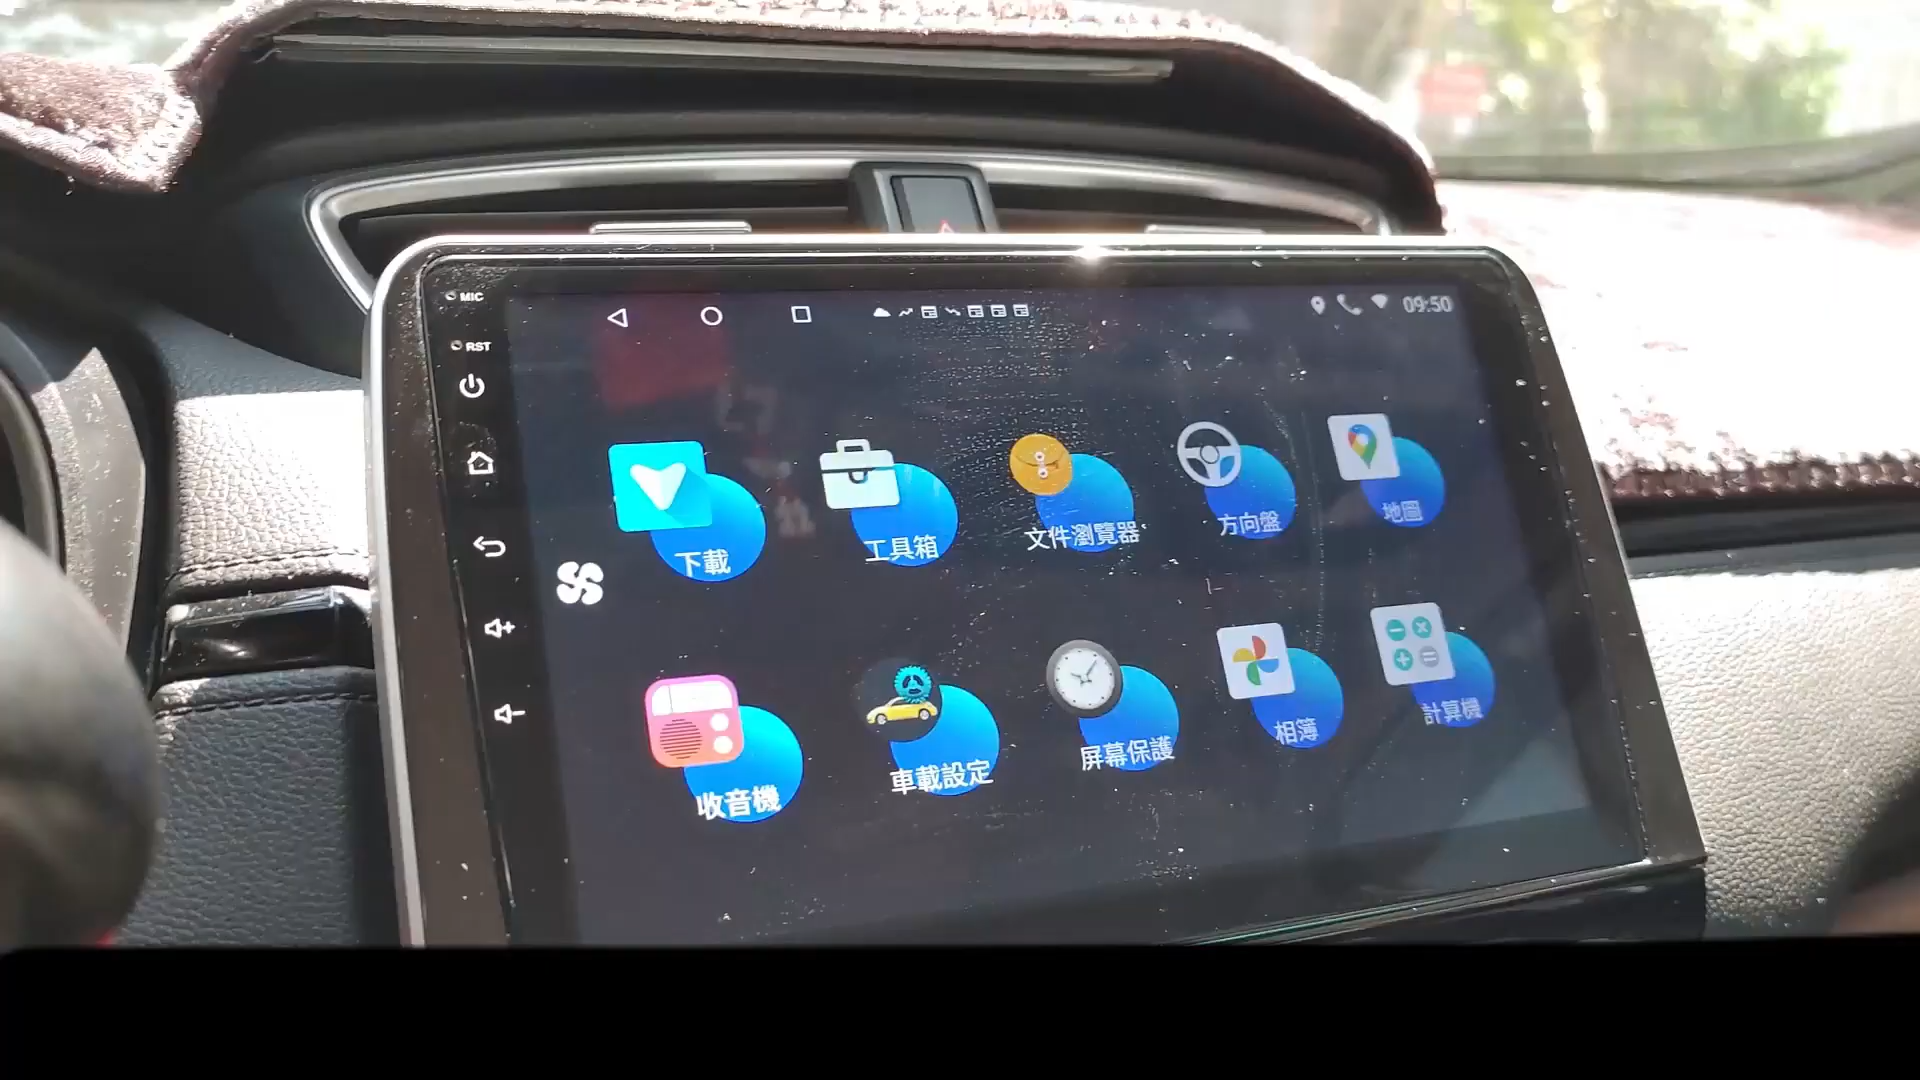 MIC
RST
09:50
下載
工具箱
文件瀏覽器
方向盤
地圖
收音機
車載設定
屏幕保護
相簿
計算機